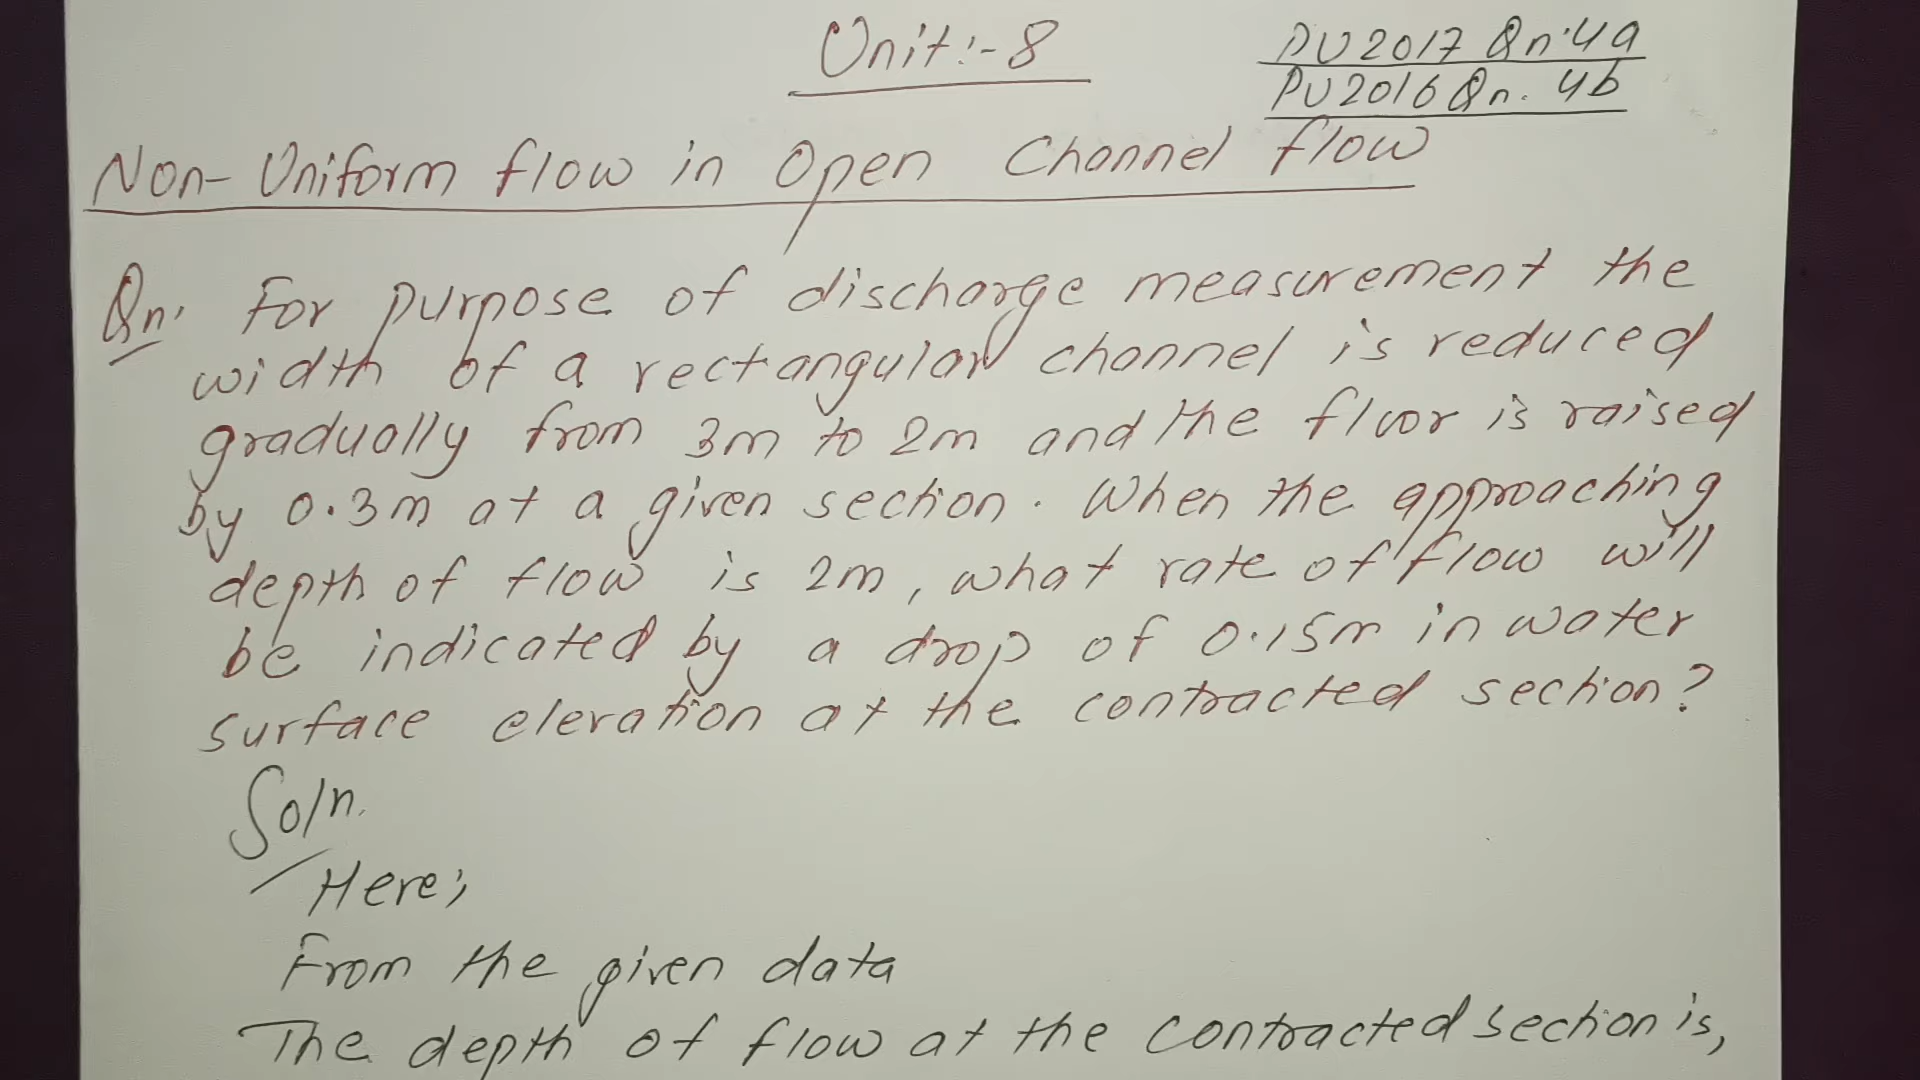 Unit:-8
PU2017 Qn.4a
PU2016 Qn. 4b
Non-Uniform flow in Open Channel flow
Qn. For purpose of discharge measurement the
width of a rectangular channel is reduced
gradually from 3m to 2m and the floor is raised
by 0.3m at a given section. When the approaching
depth of flow is 2m, what rate of flow will
be indicated by a drop of 0.15m in water
surface elevation at the contracted section?
Soln.
Here;
From the given data
The depth of flow at the contracted section is,